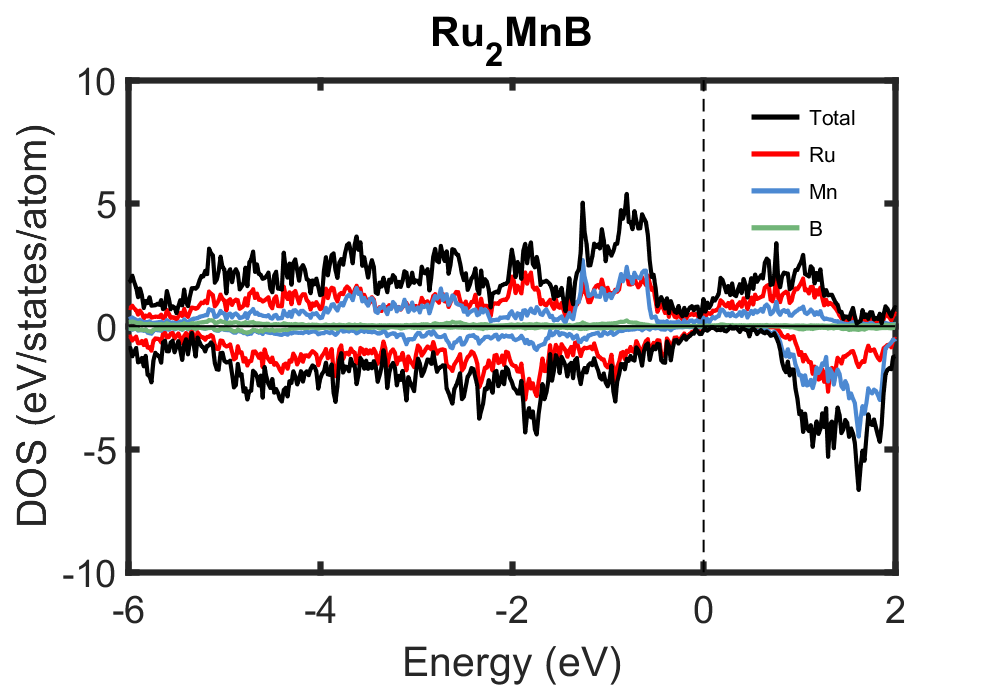 Ru2MnB
10
5
0
-5
-10
DOS (eV/states/atom)
Total
Ru
Mn
B
-6
-4
-2
0
2
Energy (eV)